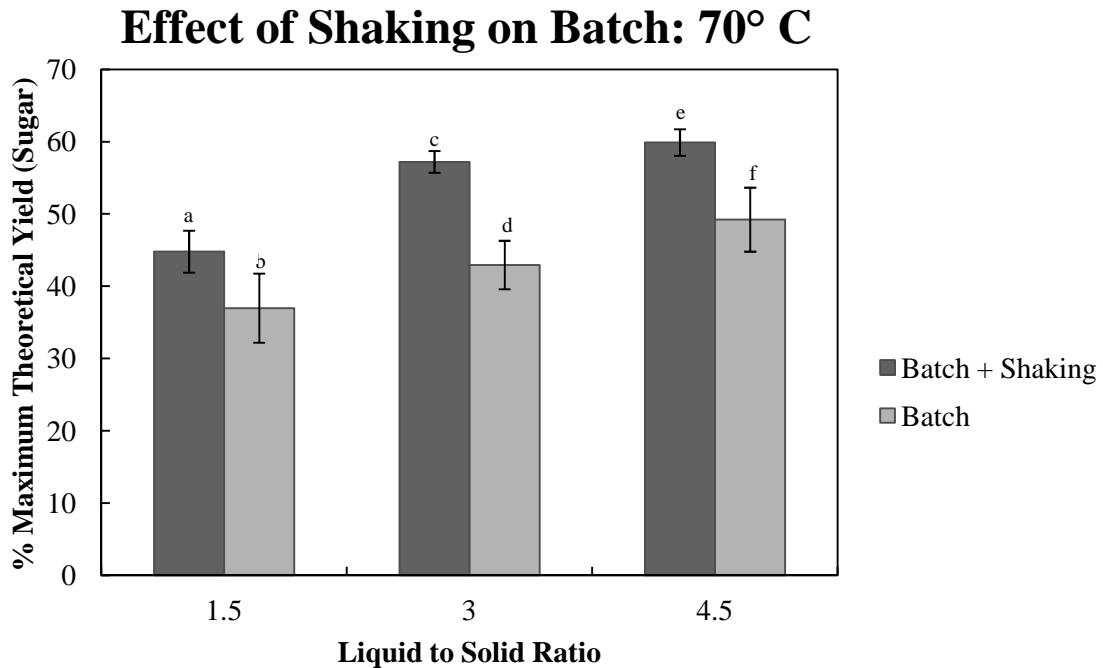 Effect of Shaking on Batch: 70° C
% Maximum Theoretical Yield (Sugar)
70
60
50
40
30
20
10
0
a
b
c
d
e
f
1.5
3
4.5
Liquid to Solid Ratio
Batch + Shaking
Batch